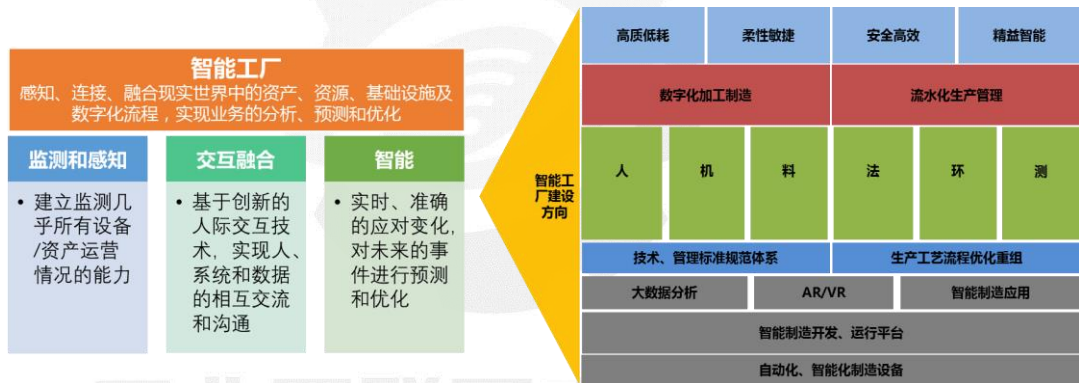 智能工厂
感知、连接、融合现实世界中的资产、资源、基础设施及
数字化流程，实现业务的分析、预测和优化
监测和感知
• 建立监测几
乎所有设备
/资产运营
情况的能力
交互融合
• 基于创新的
人际交互技
术，实现人、
系统和数据
的相互交流
和沟通
智能
• 实时、准确
的应对变化，
对未来的事
件进行预测
和优化
智能工
厂建设
方向
高质低耗
柔性敏捷
安全高效
精益智能
数字化加工制造
流水化生产管理
人
机
料
法
环
测
技术、管理标准规范体系
生产工艺流程优化重组
大数据分析
AR/VR
智能制造应用
智能制造开发、运行平台
自动化、智能化制造设备